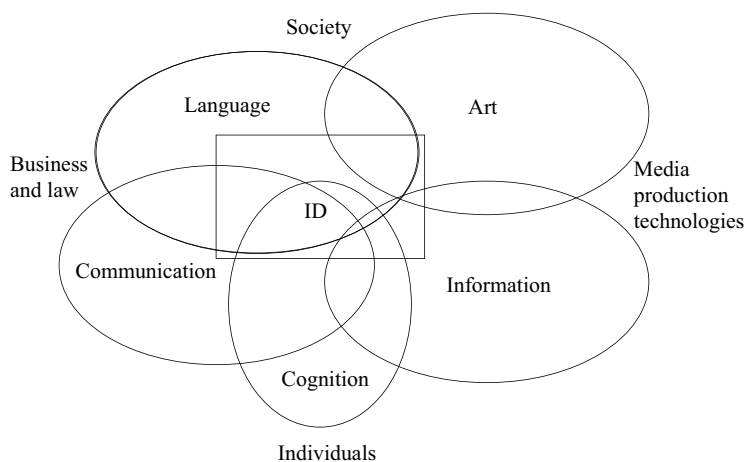 Society
Language
Art
Business
and law
Media
production
technologies
ID
Communication
Information
Cognition
Individuals